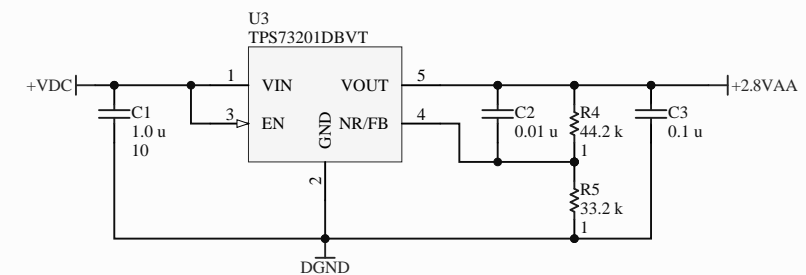 U3
TPS73201DBVT
+VDC
1
VIN
VOUT
5
+2.8VAA
3
EN
GND
NR/FB
4
2
C1
1.0 u
10
C2
0.01 u
R4
44.2 k
1
C3
0.1 u
R5
33.2 k
1
DGND